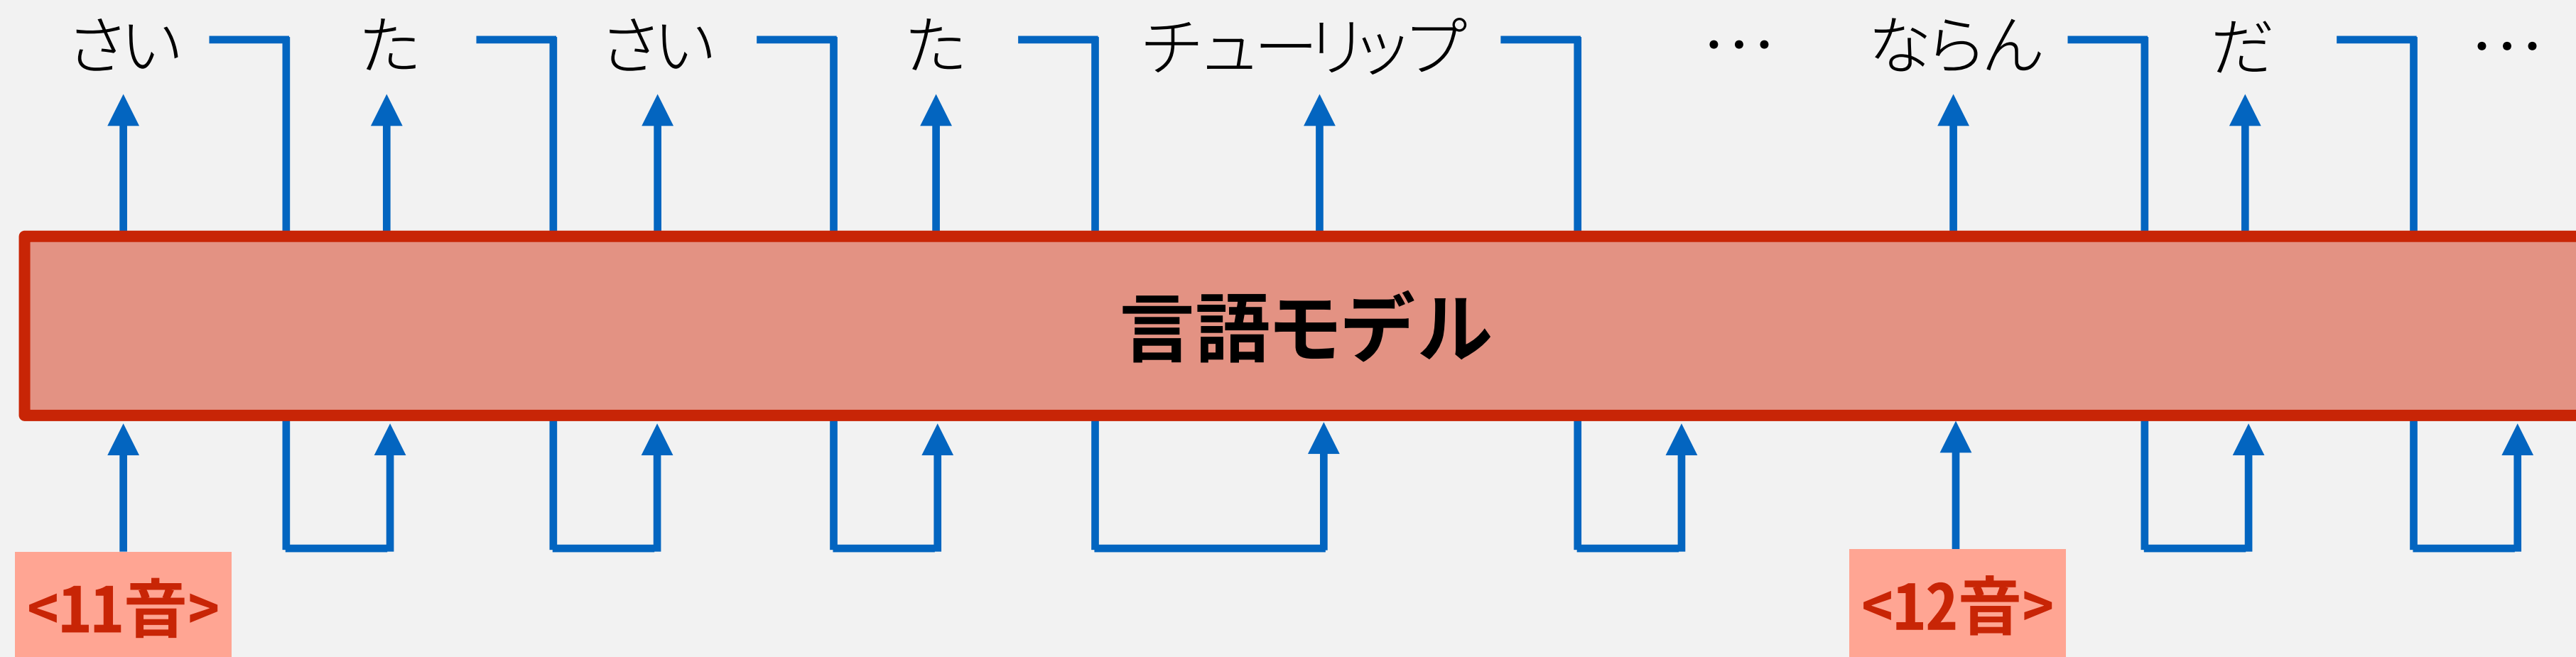 さい た さい た チューリップ … ならん だ …
言語モデル
<11音> <12音>